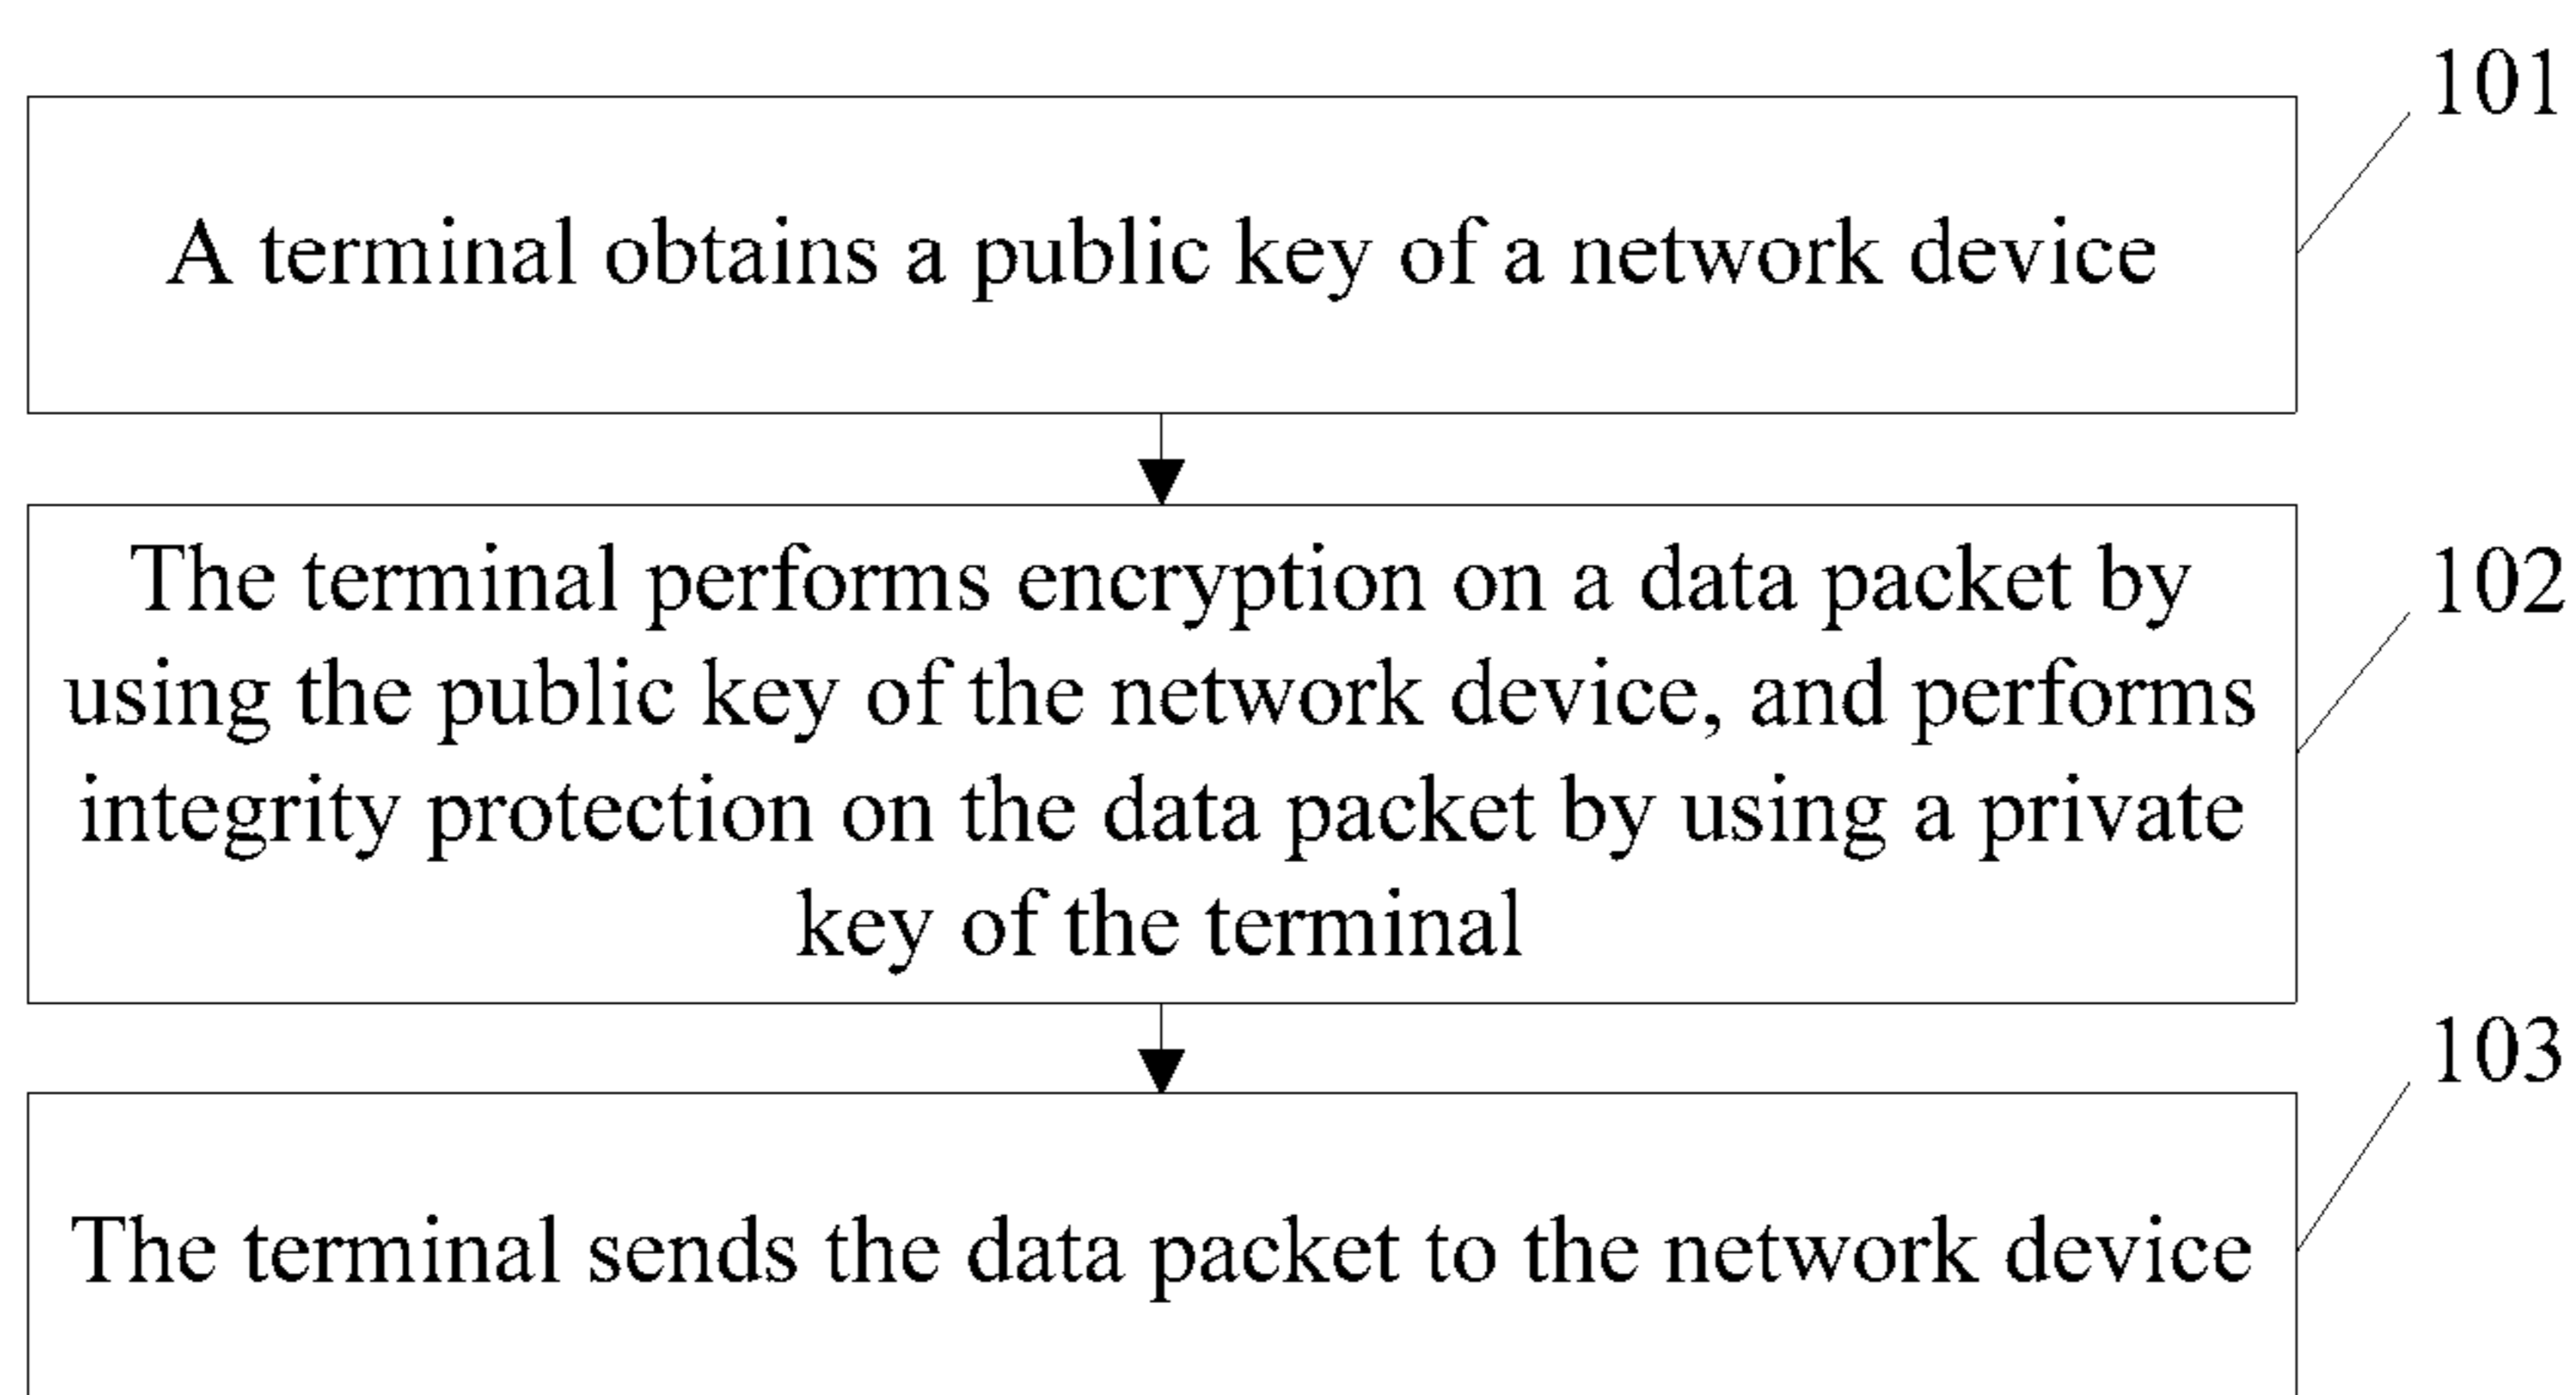 101
A terminal obtains a public key of a network device
The terminal performs encryption on a data packet by
using the public key of the network device, and performs
integrity protection on the data packet by using a private
key of the terminal
102
103
The terminal sends the data packet to the network device